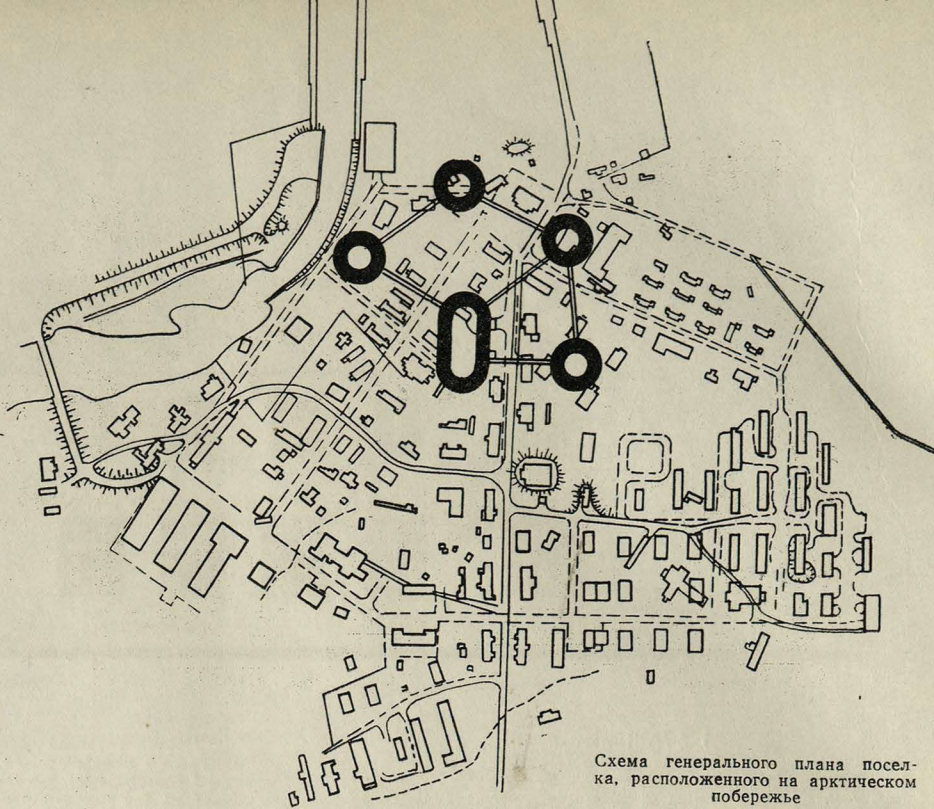 Схема генерального плана посел-
ка, расположенного на арктическом
побережье